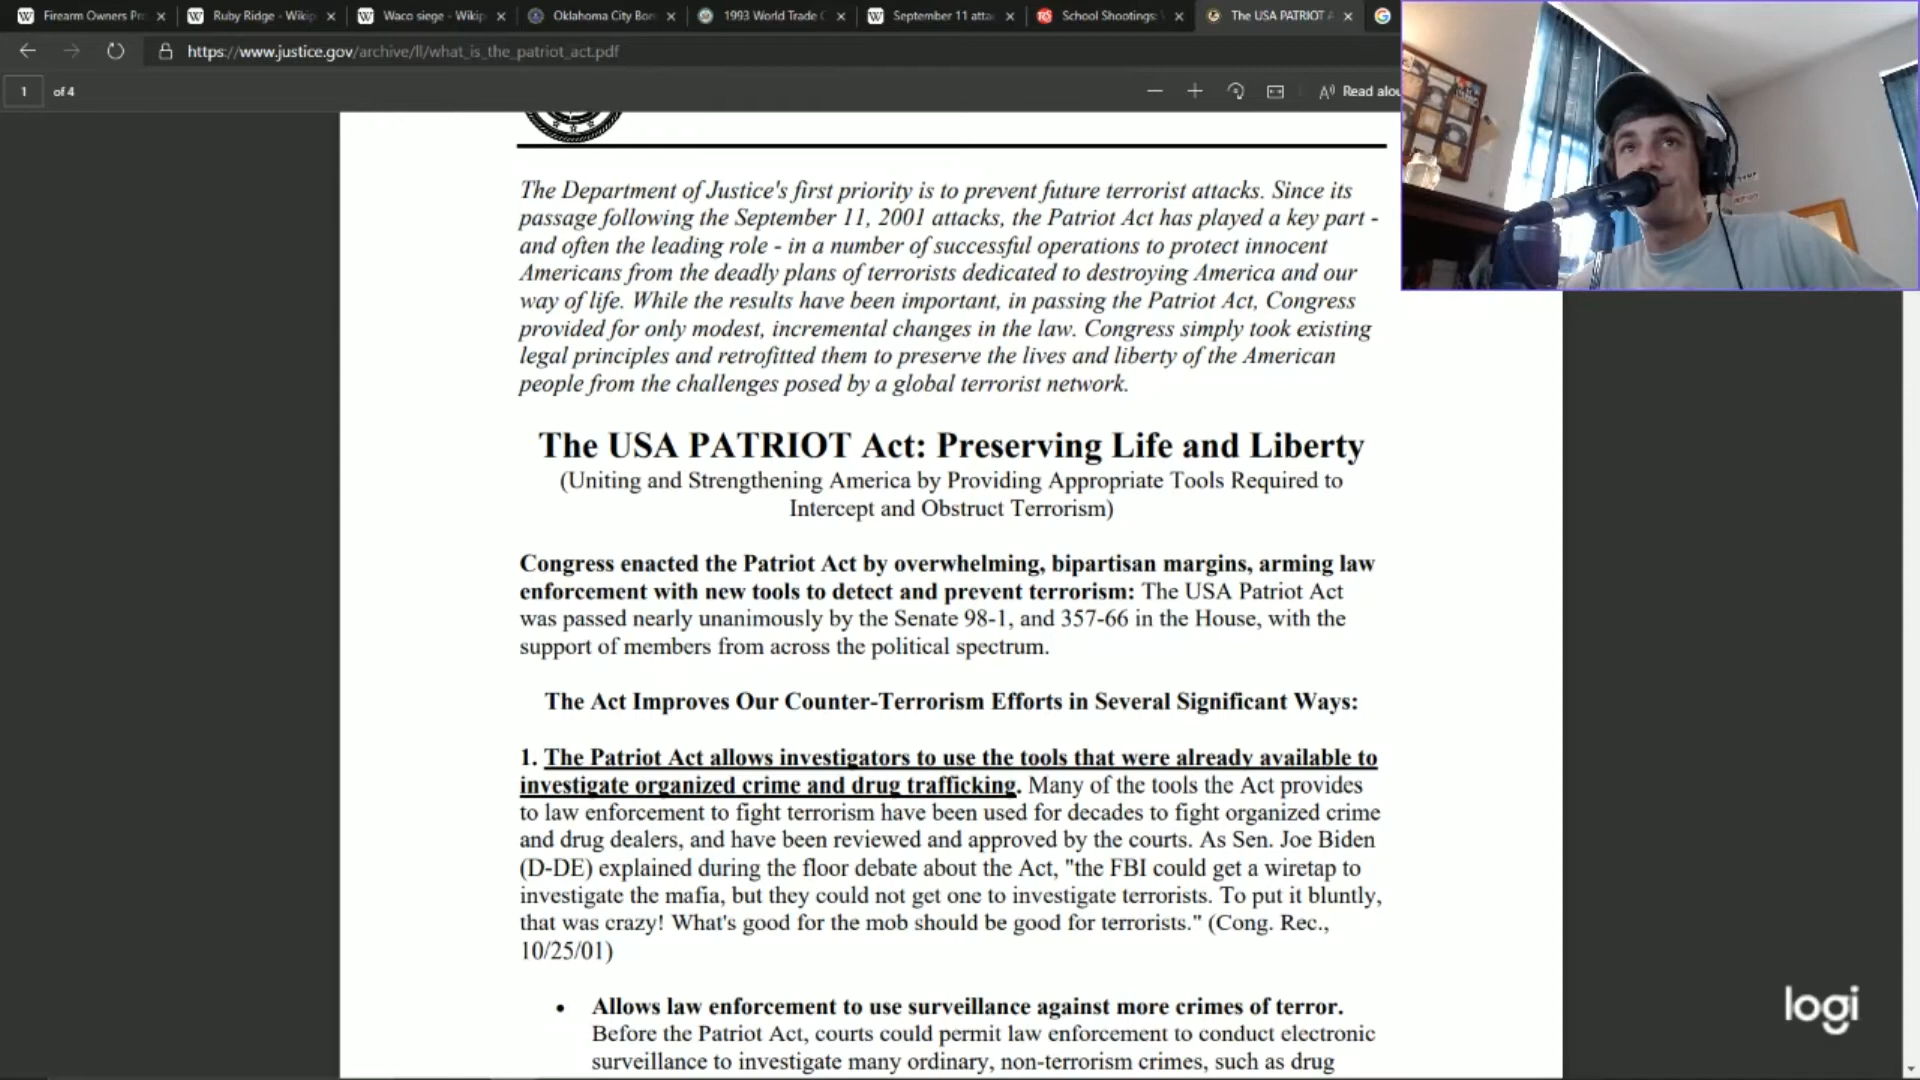 Firearm Owners Pr
Ruby Ridge - Wikip
Waco siege - Wikip
Oklahoma City Bom
1993 World Trade C
September 11 atta
School Shootings:
The USA PATRIOT A
https://www.justice.gov/archive/ll/what_is_the_patriot_act.pdf
1 of 4
Read alou
The Department of Justice's first priority is to prevent future terrorist attacks. Since its
passage following the September 11, 2001 attacks, the Patriot Act has played a key part -
and often the leading role - in a number of successful operations to protect innocent
Americans from the deadly plans of terrorists dedicated to destroying America and our
way of life. While the results have been important, in passing the Patriot Act, Congress
provided for only modest, incremental changes in the law. Congress simply took existing
legal principles and retrofitted them to preserve the lives and liberty of the American
people from the challenges posed by a global terrorist network.
The USA PATRIOT Act: Preserving Life and Liberty
(Uniting and Strengthening America by Providing Appropriate Tools Required to
Intercept and Obstruct Terrorism)
Congress enacted the Patriot Act by overwhelming, bipartisan margins, arming law
enforcement with new tools to detect and prevent terrorism: The USA Patriot Act
was passed nearly unanimously by the Senate 98-1, and 357-66 in the House, with the
support of members from across the political spectrum.
The Act Improves Our Counter-Terrorism Efforts in Several Significant Ways:
1. The Patriot Act allows investigators to use the tools that were already available to
investigate organized crime and drug trafficking. Many of the tools the Act provides
to law enforcement to fight terrorism have been used for decades to fight organized crime
and drug dealers, and have been reviewed and approved by the courts. As Sen. Joe Biden
(D-DE) explained during the floor debate about the Act, "the FBI could get a wiretap to
investigate the mafia, but they could not get one to investigate terrorists. To put it bluntly,
that was crazy! What's good for the mob should be good for terrorists." (Cong. Rec.,
10/25/01)
• Allows law enforcement to use surveillance against more crimes of terror.
Before the Patriot Act, courts could permit law enforcement to conduct electronic
surveillance to investigate many ordinary, non-terrorism crimes, such as drug
logi